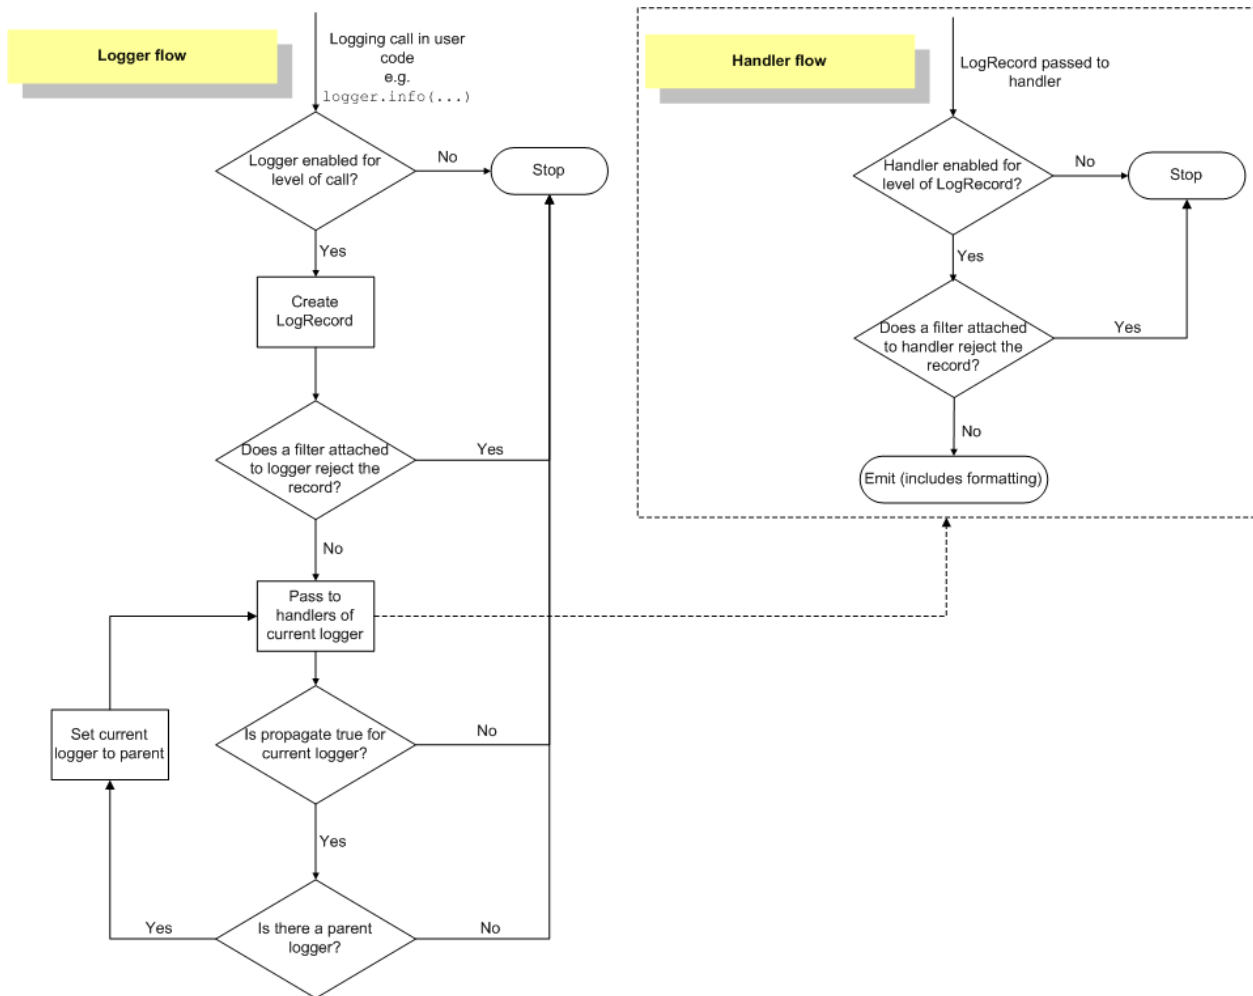 Logger flow
Logging call in user
code
e.g.
logger.info(...)
Logger enabled for
level of call?
No
Stop
Yes
Create
LogRecord
Does a filter attached
to logger reject the
record?
Yes
No
Pass to
handlers of
current logger
Set current
logger to parent
Is propagate true for
current logger?
No
Yes
Is there a parent
logger?
Yes
No
Handler flow
LogRecord passed to
handler
Handler enabled for
level of LogRecord?
No
Stop
Yes
Does a filter attached
to handler reject the
record?
Yes
No
Emit (includes formatting)